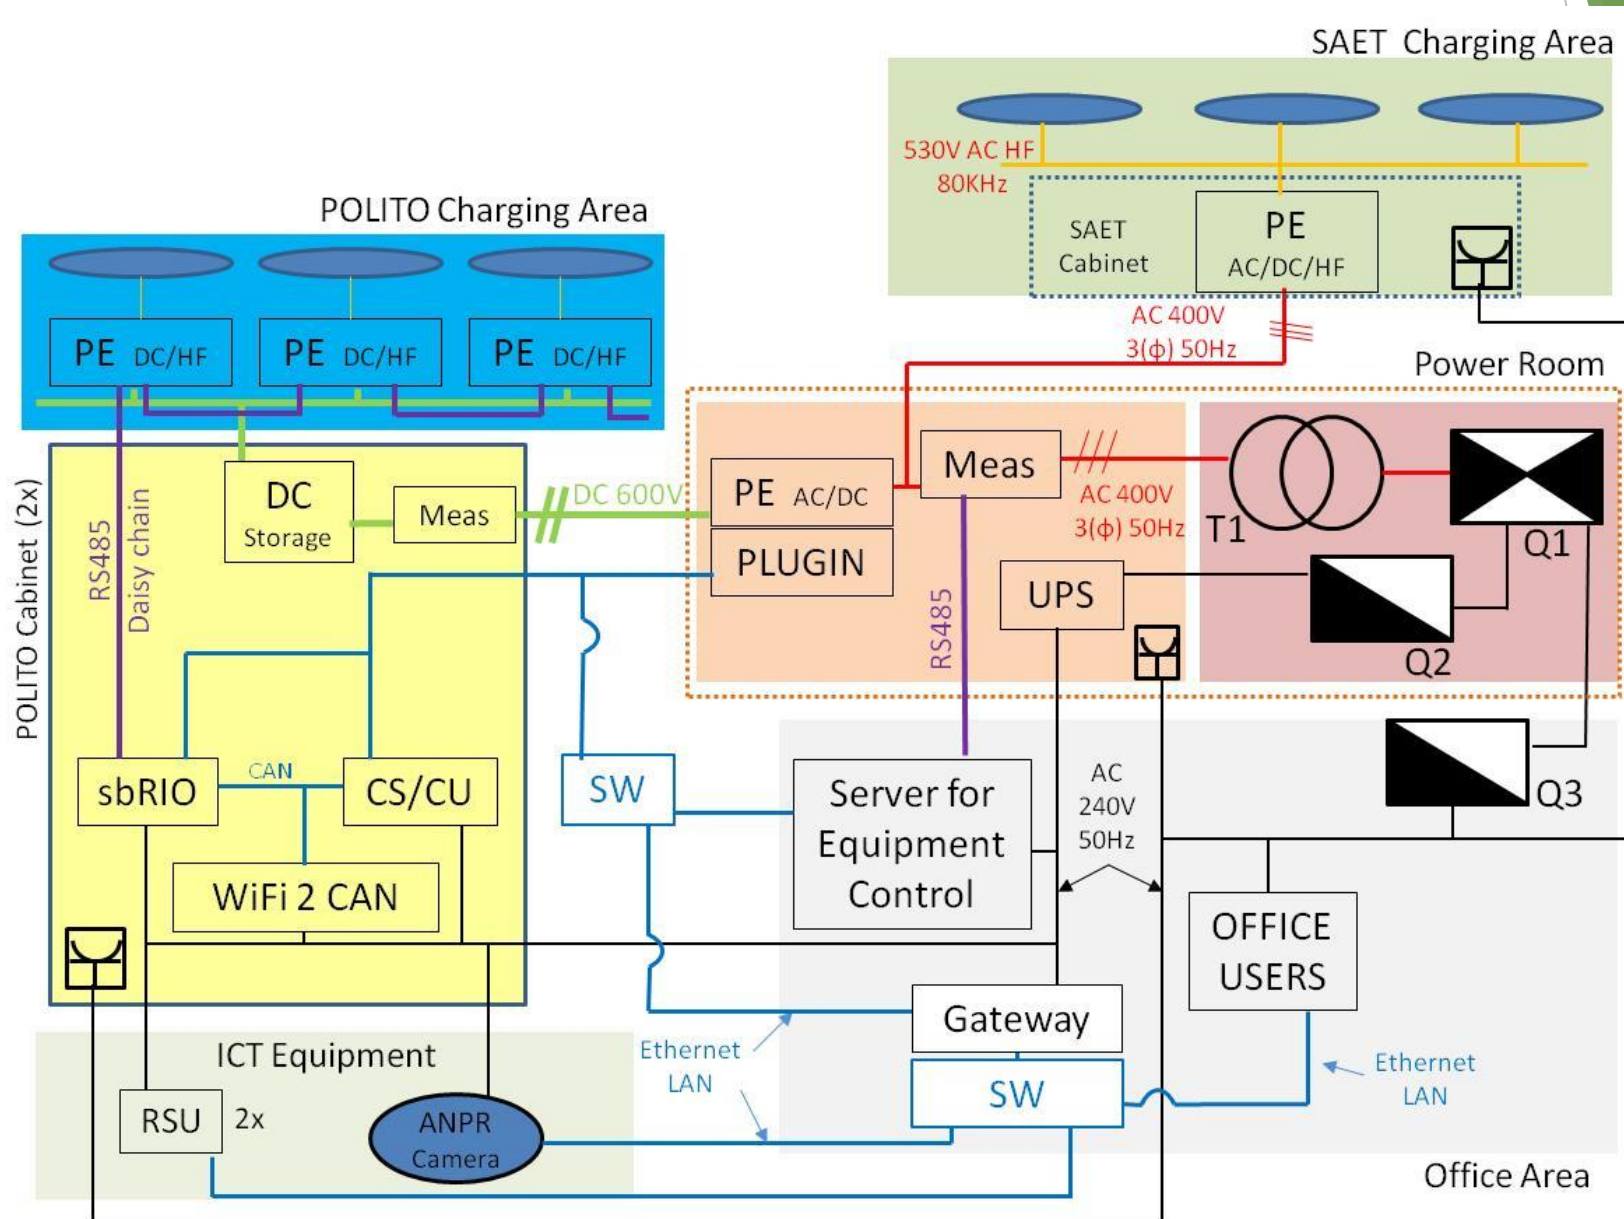 SAET Charging Area
530V AC HF
80KHz
SAET
Cabinet
PE
AC/DC/HF
POLITO Charging Area
PE DC/HF
PE DC/HF
PE DC/HF
AC 400V
3(ϕ) 50Hz
Power Room
POLITO Cabinet (2x)
RS485
Daisy chain
DC
Storage
Meas
DC 600V
PE AC/DC
PLUGIN
Meas
AC 400V
3(ϕ) 50Hz
T1
Q1
UPS
Q2
RS485
sbRIO
CAN
CS/CU
WiFi 2 CAN
SW
Server for
Equipment
Control
AC
240V
50Hz
Q3
OFFICE
USERS
Gateway
SW
Ethernet
LAN
Ethernet
LAN
ICT Equipment
RSU
2x
ANPR
Camera
Office Area